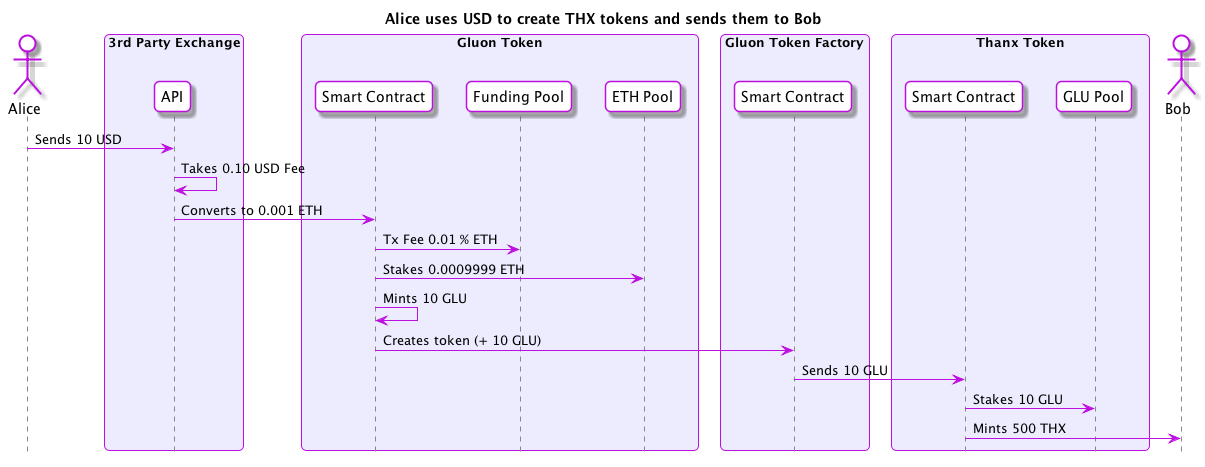 Alice uses USD to create THX tokens and sends them to Bob
3rd Party Exchange
Gluon Token
Gluon Token Factory
Thanx Token
Alice
API
Smart Contract
Funding Pool
ETH Pool
Smart Contract
Smart Contract
GLU Pool
Bob
Sends 10 USD
Takes 0.10 USD Fee
Converts to 0.001 ETH
Tx Fee 0.01 % ETH
Stakes 0.0009999 ETH
Mints 10 GLU
Creates token (+ 10 GLU)
Sends 10 GLU
Stakes 10 GLU
Mints 500 THX